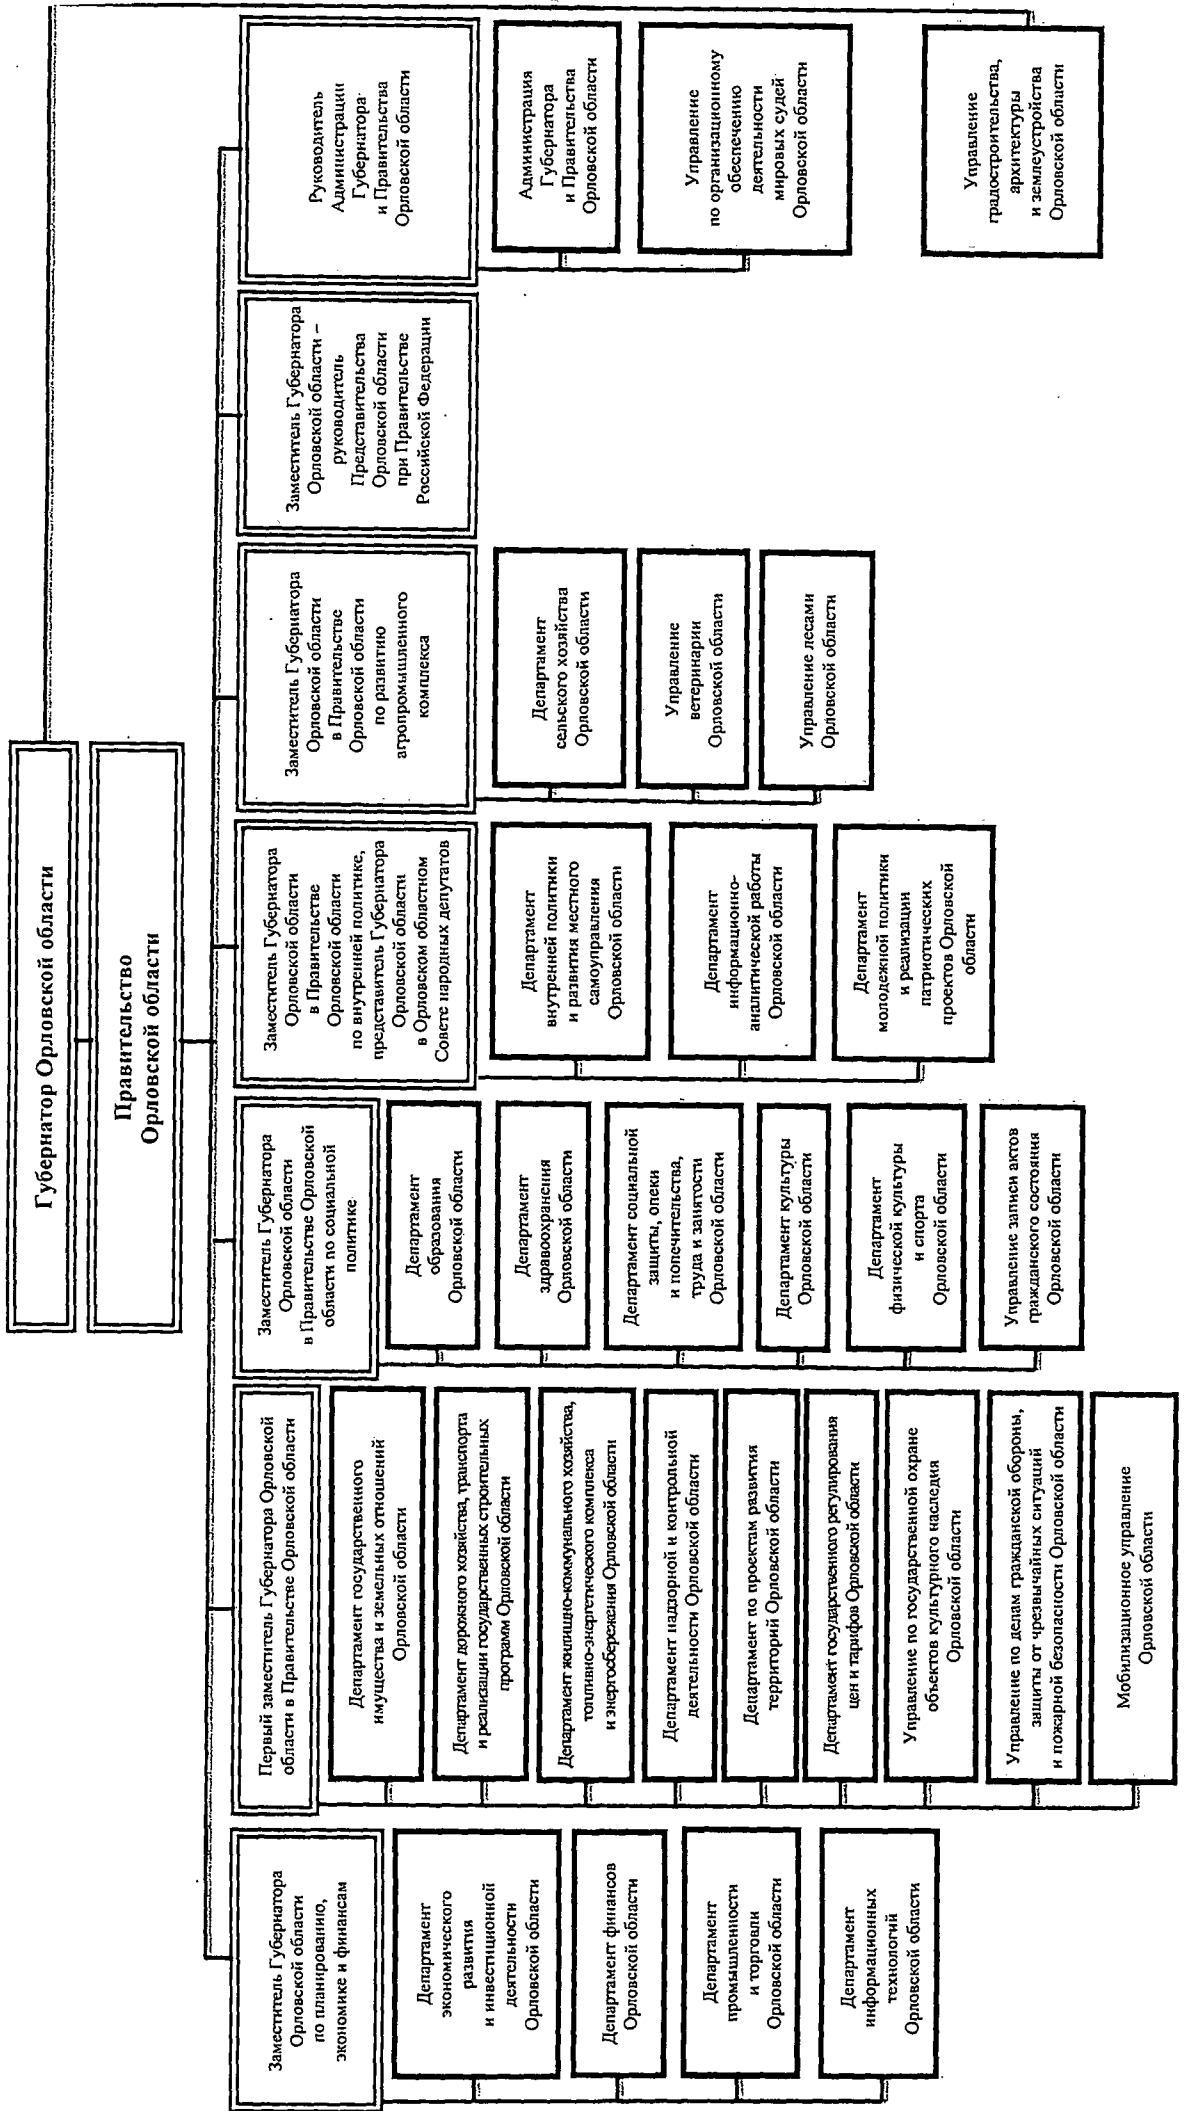 Губернатор Орловской области
Правительство
Орловской области
Заместитель Губернатора
Орловской области
по планированию,
экономике и финансам
Департамент
экономического
развития
и инвестиционной
деятельности
Орловской области
Департамент финансов
Орловской области
Департамент
промышленности
и торговли
Орловской области
Департамент
информационных
технологий
Орловской области
Первый заместитель Губернатора Орловской
области в Правительстве Орловской области
Департамент государственного
имущества и земельных отношений
Орловской области
Департамент дорожного хозяйства, транспорта
и реализации государственных строительных
программ Орловской области
Департамент жилищно-коммунального хозяйства,
топливно-энергетического комплекса
и энергосбережения Орловской области
Департамент надзорной и контрольной
деятельности Орловской области
Департамент по проектам развития
территорий Орловской области
Департамент государственного регулирования
цен и тарифов Орловской области
Управление по государственной охране
объектов культурного наследия
Орловской области
Управление по делам гражданской обороны,
защиты от чрезвычайных ситуаций
и пожарной безопасности Орловской области
Мобилизационное управление
Орловской области
Заместитель Губернатора
Орловской области
в Правительстве Орловской
области по социальной
политике
Департамент
образования
Орловской области
Департамент
здравоохранения
Орловской области
Департамент социальной
защиты, опеки
и попечительства,
труда и занятости
Орловской области
Департамент культуры
Орловской области
Департамент
физической культуры
и спорта
Орловской области
Управление записи актов
гражданского состояния
Орловской области
Заместитель Губернатора
Орловской области
в Правительстве
Орловской области
по внутренней политике,
представитель Губернатора
Орловской области
в Орловском областном
Совете народных депутатов
Департамент
внутренней политики
и развития местного
самоуправления
Орловской области
Департамент
информационно-
аналитической работы
Орловской области
Департамент
молодежной политики
и реализации
патриотических
проектов Орловской
области
Заместитель Губернатора
Орловской области
в Правительстве
Орловской области
по развитию
агропромышленного
комплекса
Департамент
сельского хозяйства
Орловской области
Управление
ветеринарии
Орловской области
Управление лесами
Орловской области
Заместитель Губернатора
Орловской области –
руководитель
Представительства
Орловской области
при Правительстве
Российской Федерации
Руководитель
Администрации
Губернатора
и Правительства
Орловской области
Администрация
Губернатора
и Правительства
Орловской области
Управление
по организационному
обеспечению
деятельности
мировых судей
Орловской области
Управление
градостроительства,
архитектуры
и землеустройства
Орловской области